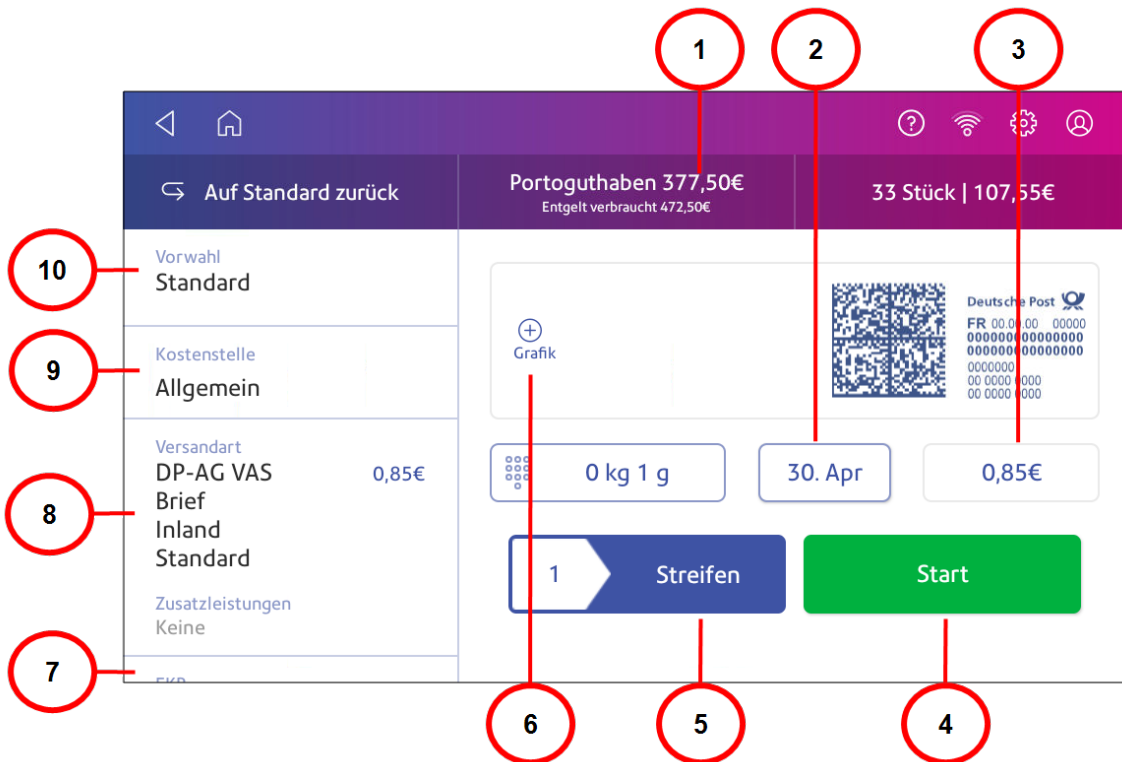 1
2
3
Auf Standard zurück
Portoguthaben 377,50€
Entgelt verbraucht 472,50€
33 Stück | 107,55€
10
Vorwahl
Standard
9
Kostenstelle
Allgemein
Grafik
Deutsche Post
FR 00.00.00 00000
000000000000000
000000000000000
0000000
00 0000 0000
00 0000 0000
8
Versandart
DP-AG VAS 0,85€
Brief
Inland
Standard
Zusatzleistungen
Keine
0 kg 1 g
30. Apr
0,85€
1
Streifen
Start
7
EKP
6
5
4